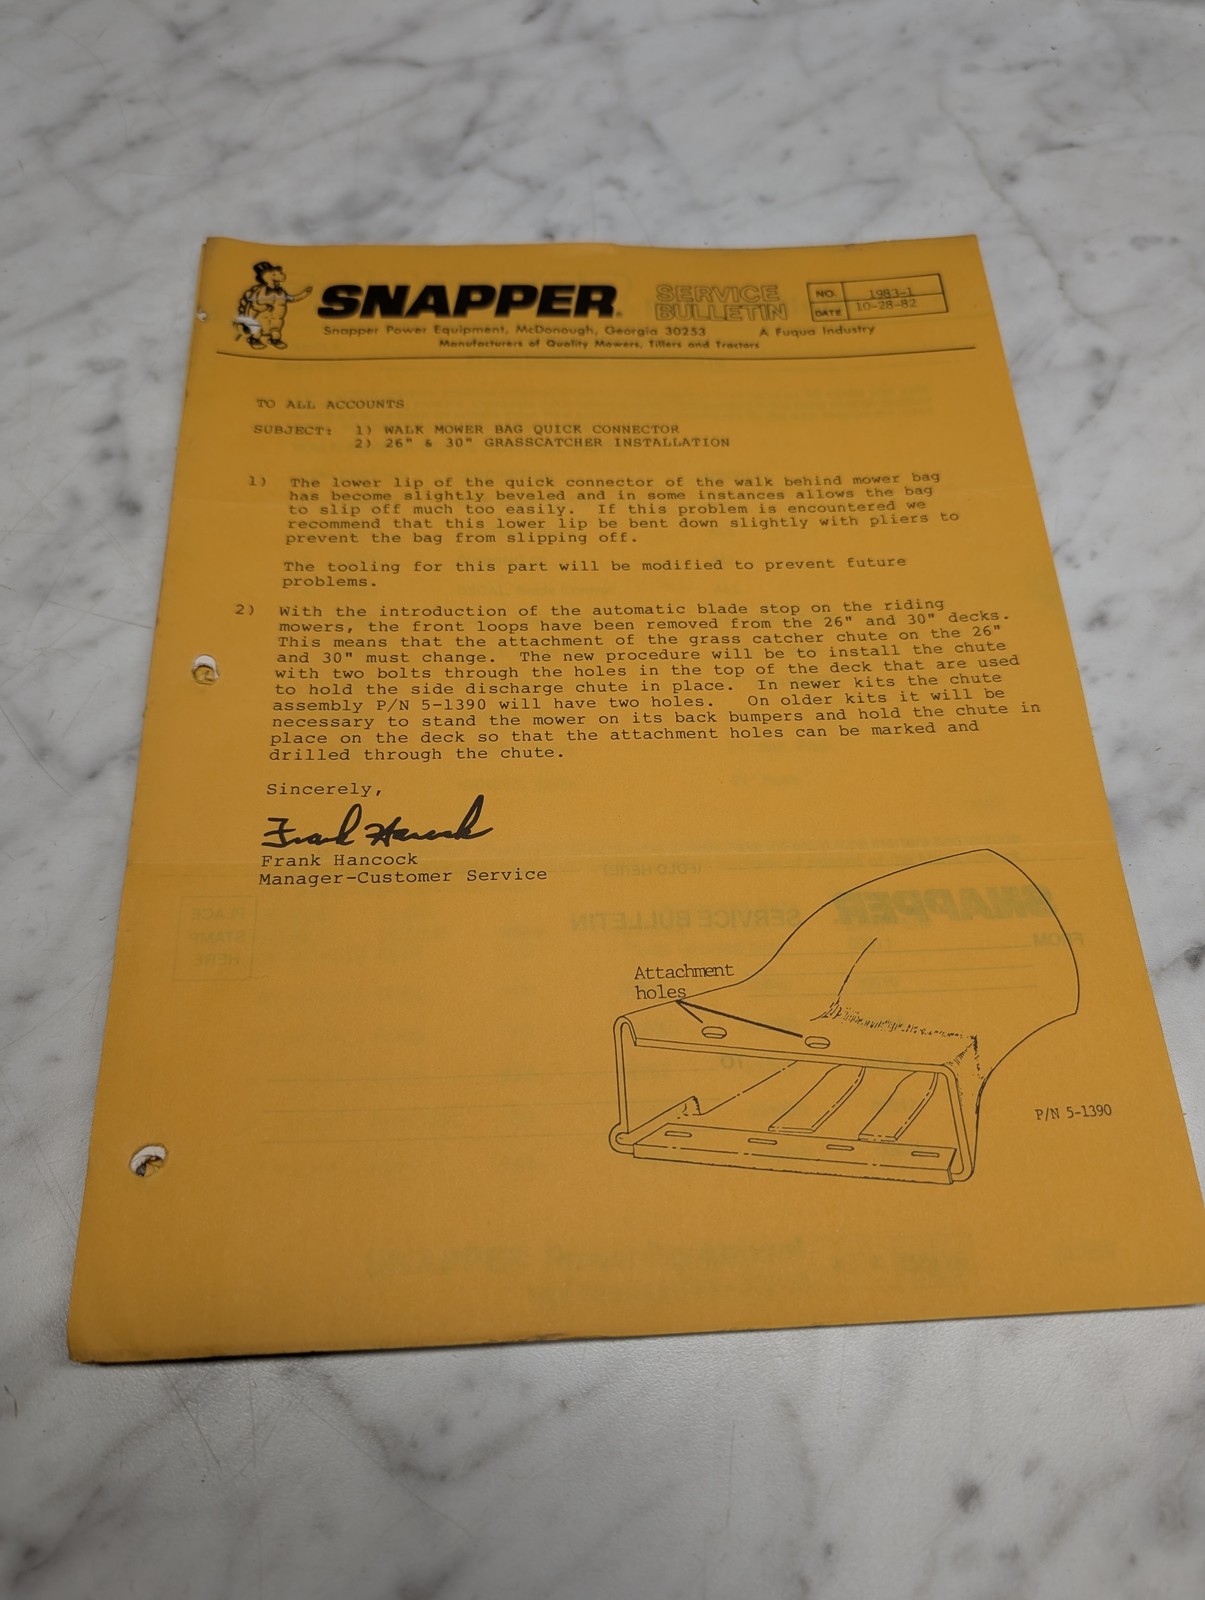 SNAPPER®
SERVICE
BULLETIN
NO. 1983-1
DATE 10-28-82
Snapper Power Equipment, McDonough, Georgia 30253 A Fuqua Industry
Manufacturers of Quality Mowers, Tillers and Tractors
TO ALL ACCOUNTS
SUBJECT: 1) WALK MOWER BAG QUICK CONNECTOR
2) 26" & 30" GRASSCATCHER INSTALLATION
1) The lower lip of the quick connector of the walk behind mower bag
has become slightly beveled and in some instances allows the bag
to slip off much too easily. If this problem is encountered we
recommend that this lower lip be bent down slightly with pliers to
prevent the bag from slipping off.
The tooling for this part will be modified to prevent future
problems.
2) With the introduction of the automatic blade stop on the riding
mowers, the front loops have been removed from the 26" and 30" decks.
This means that the attachment of the grass catcher chute on the 26"
and 30" must change. The new procedure will be to install the chute
with two bolts through the holes in the top of the deck that are used
to hold the side discharge chute in place. In newer kits the chute
assembly P/N 5-1390 will have two holes. On older kits it will be
necessary to stand the mower on its back bumpers and hold the chute in
place on the deck so that the attachment holes can be marked and
drilled through the chute.
Sincerely,
Frank Hancock
Frank Hancock
Manager-Customer Service
(FOLD HERE)
SNAPPER. SERVICE BULLETIN
PLACE
STAMP
HERE
FROM
TO
Attachment
holes
P/N 5-1390